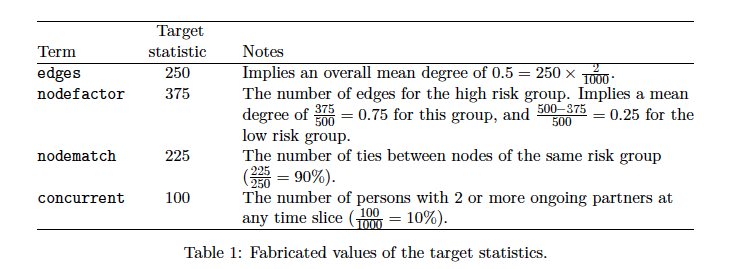 Target
Term statistic Notes
edges 250 Implies an overall mean degree of 0.5 = 250 × 2/1000.
nodefactor 375 The number of edges for the high risk group. Implies a mean
degree of 375/500 = 0.75 for this group, and 500−375/500 = 0.25 for the
low risk group.
nodematch 225 The number of ties between nodes of the same risk group
(225/250 = 90%).
concurrent 100 The number of persons with 2 or more ongoing partners at
any time slice (100/1000 = 10%).
Table 1: Fabricated values of the target statistics.